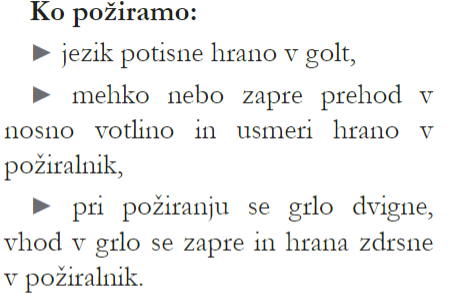 Ko požiramo:
► jezik potisne hrano v golt,
► mehko nebo zapre prehod v
nosno votlino in usmeri hrano v
požiralnik,
► pri požiranju se grlo dvigne,
vhod v grlo se zapre in hrana zdrsne
v požiralnik.